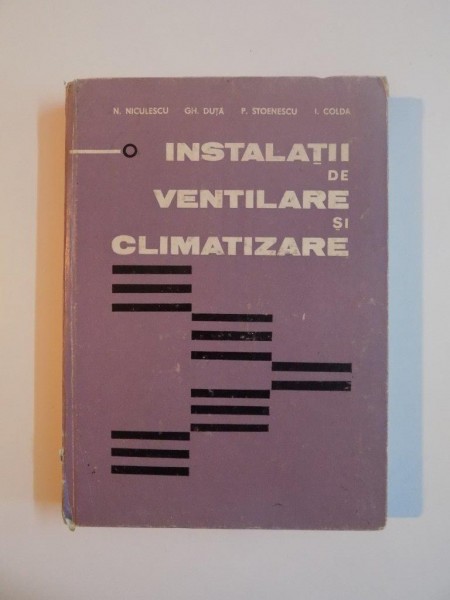 N. NICULESCU GH. DUȚĂ P. STOENESCU I. COLDA
INSTALAȚII
DE
VENTILARE
ȘI
CLIMATIZARE